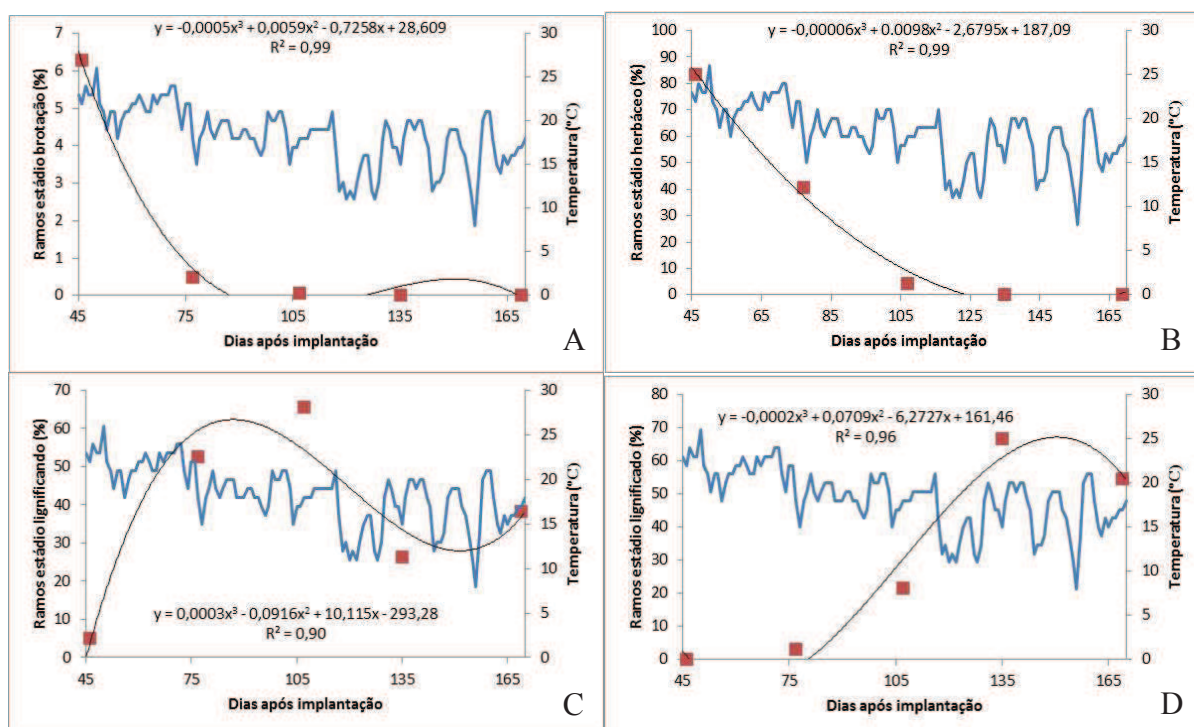 y = -0,0005x³ + 0,0059x² - 0,7258x + 28,609
R² = 0,99
Ramos estádio brotação (%)
7
6
5
4
3
2
1
0
30
25
20
15
10
5
0
Temperatura (°C)
45 75 105 135 165
Dias após implantação
A
y = -0,00006x³ + 0.0098x² - 2,6795x + 187,09
R² = 0,99
Ramos estádio herbáceo (%)
100
90
80
70
60
50
40
30
20
10
0
30
25
20
15
10
5
0
Temperatura (°C)
45 65 85 105 125 145 165
Dias após implantação
B
Ramos estádio lignificando (%)
70
60
50
40
30
20
10
0
y = 0,0003x³ - 0,0916x² + 10,115x - 293,28
R² = 0,90
30
25
20
15
10
5
0
Temperatura (°C)
45 75 105 135 165
Dias após implantação
C
y = -0,0002x³ + 0,0709x² - 6,2727x + 161,46
R² = 0,96
Ramos estádio lignificado (%)
80
70
60
50
40
30
20
10
0
30
25
20
15
10
5
0
Temperatura (°C)
45 75 105 135 165
Dias após implantação
D